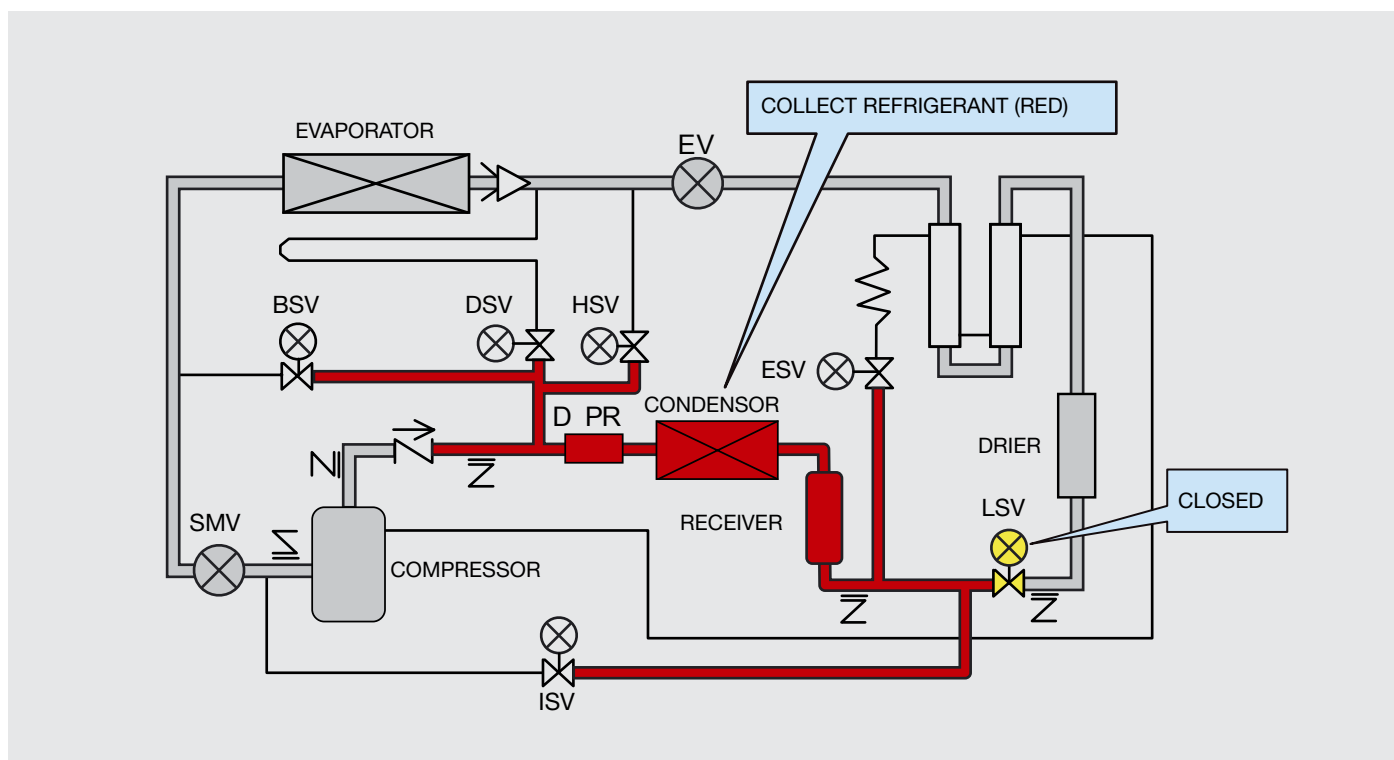 COLLECT REFRIGERANT (RED)
EVAPORATOR
EV
BSV
DSV
HSV
ESV
CONDENSOR
D PR
DRIER
LSV
CLOSED
RECEIVER
SMV
COMPRESSOR
ISV